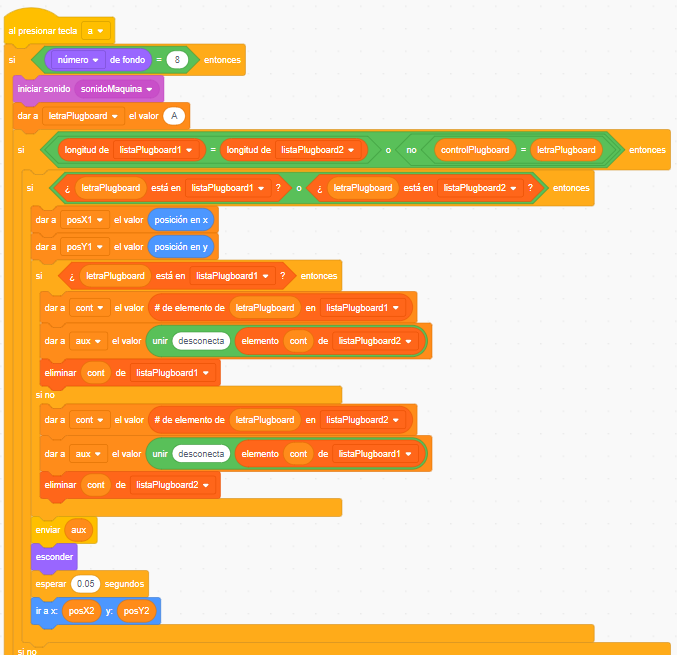 al presionar tecla a
si número de fondo = 8 entonces
iniciar sonido sonidoMaquina
dar a letraPlugboard el valor A
si longitud de listaPlugboard1 = longitud de listaPlugboard2 o no controlPlugboard = letraPlugboard entonces
si ¿ letraPlugboard está en listaPlugboard1 ? o ¿ letraPlugboard está en listaPlugboard2 ? entonces
dar a posX1 el valor posición en x
dar a posY1 el valor posición en y
si ¿ letraPlugboard está en listaPlugboard1 ? entonces
dar a cont el valor # de elemento de letraPlugboard en listaPlugboard1
dar a aux el valor unir desconecta elemento cont de listaPlugboard2
eliminar cont de listaPlugboard1
si no
dar a cont el valor # de elemento de letraPlugboard en listaPlugboard2
dar a aux el valor unir desconecta elemento cont de listaPlugboard1
eliminar cont de listaPlugboard2
enviar aux
esconder
esperar 0.05 segundos
ir a x: posX2 y: posY2
si no